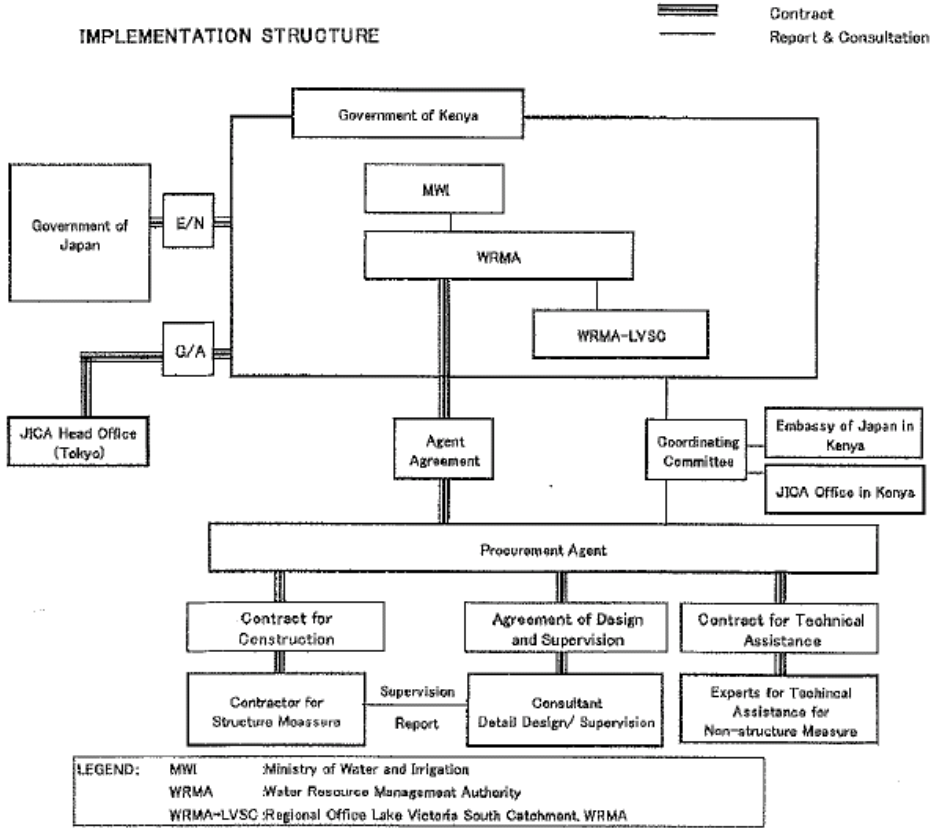 IMPLEMENTATION STRUCTURE
Contract
Report & Consultation
Government of Kenya
MWI
Government of
Japan
E/N
WRMA
WRMA-LVSC
G/A
JICA Head Office
(Tokyo)
Agent
Agreement
Coordinating
Committee
Embassy of Japan in
Kenya
JICA Office in Kenya
Procurement Agent
Contract for
Construction
Agreement of Design
and Supervision
Contract for Technical
Assistance
Contractor for
Structure Meassure
Supervision
Report
Consultant
Detail Design/ Supervision
Experts for Techincal
Assistance for
Non-structure Measure
LEGEND: MWI :Ministry of Water and Irrigation
WRMA :Water Resource Management Authority
WRMA-LVSC :Regional Office Lake Victoria South Catchment, WRMA